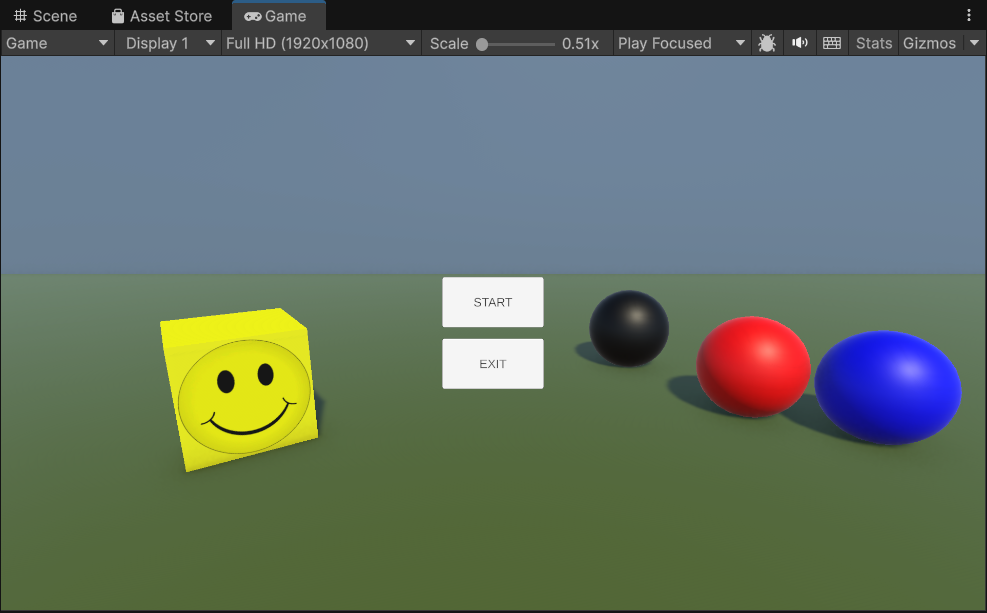 Scene Asset Store Game
Game Display 1 Full HD (1920x1080) Scale 0.51x Play Focused Stats Gizmos
START
EXIT